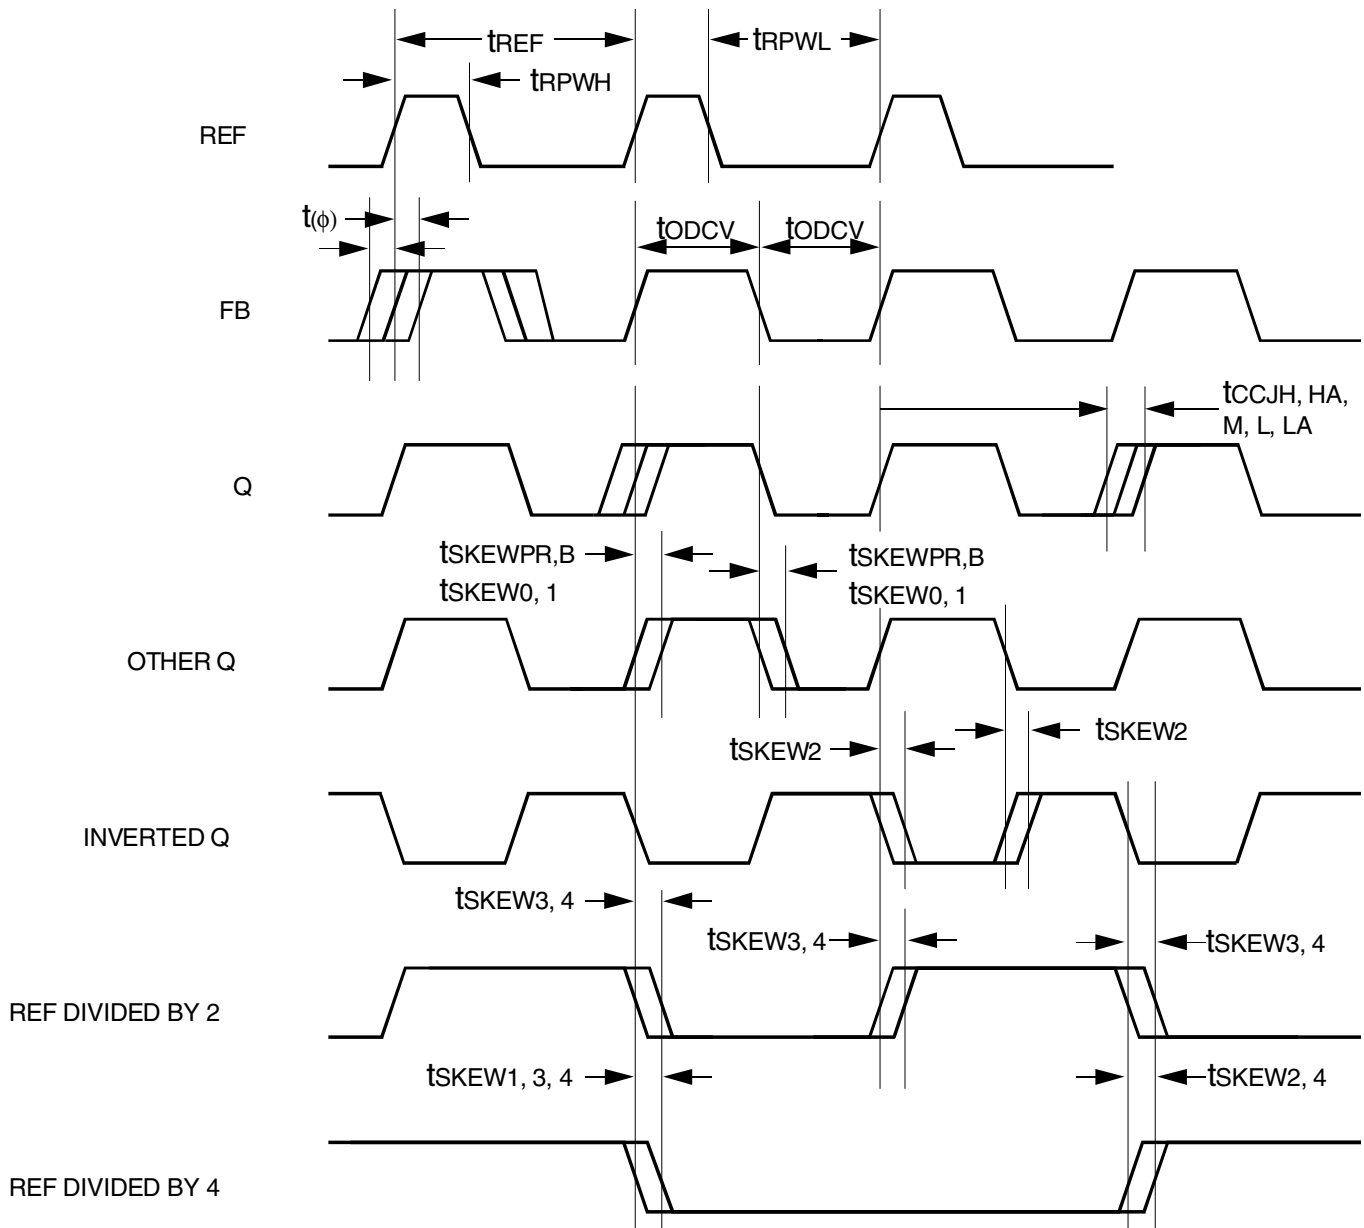 tREF
tRPWL
tRPWH
REF
t(ϕ)
tODCV
tODCV
FB
tCCJH, HA,
M, L, LA
Q
tSKEWPR,B
tSKEW0, 1
tSKEWPR,B
tSKEW0, 1
OTHER Q
tSKEW2
tSKEW2
INVERTED Q
tSKEW3, 4
tSKEW3, 4
tSKEW3, 4
REF DIVIDED BY 2
tSKEW1, 3, 4
tSKEW2, 4
REF DIVIDED BY 4